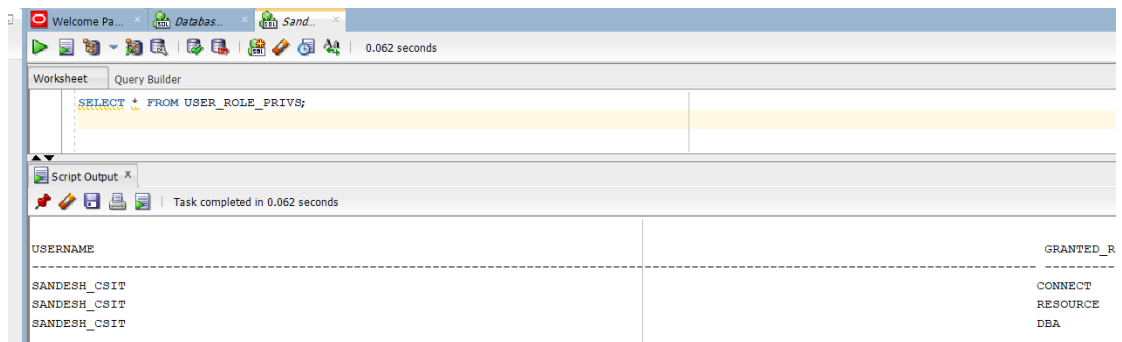 Welcome Pa... Databas... Sand...
0.062 seconds
Worksheet Query Builder
SELECT * FROM USER_ROLE_PRIVS;
Script Output
Task completed in 0.062 seconds
USERNAME GRANTED_R
SANDESH_CSIT CONNECT
SANDESH_CSIT RESOURCE
SANDESH_CSIT DBA